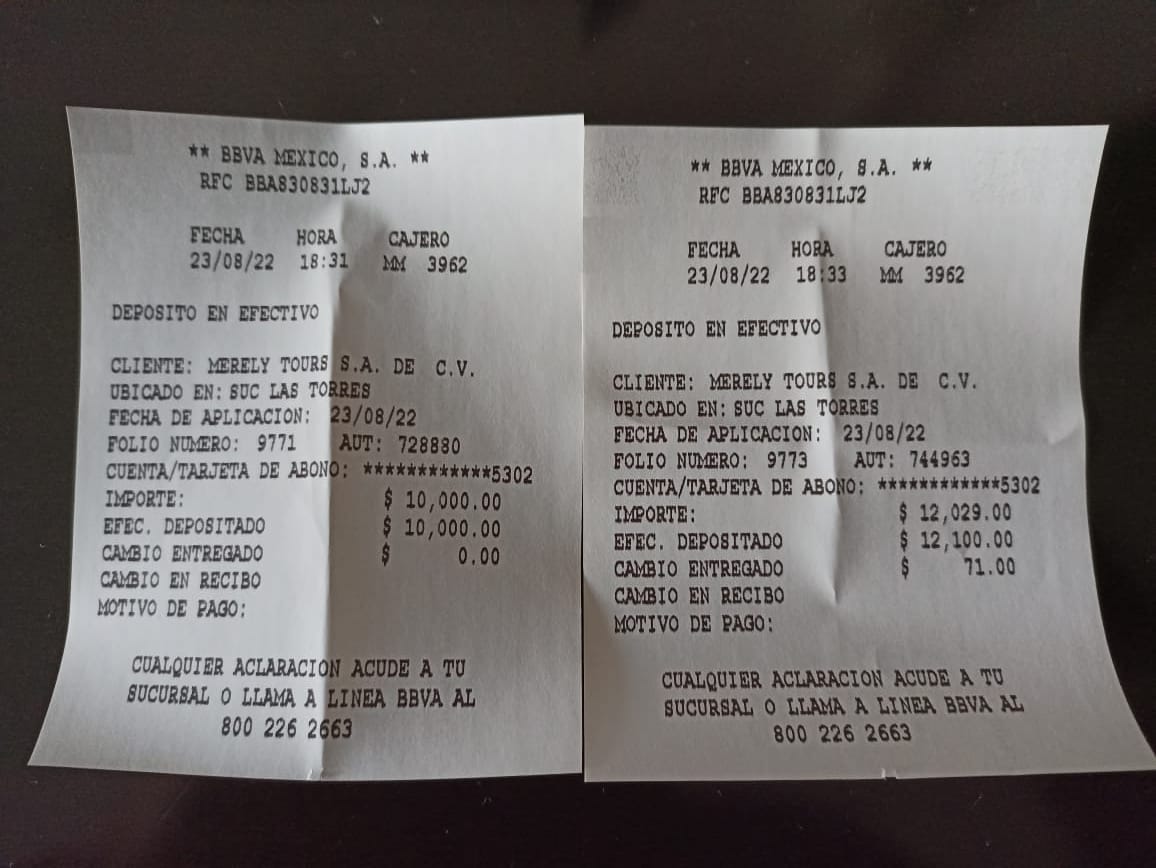 ** BBVA MEXICO, S.A. **
RFC BBA830831LJ2
FECHA HORA CAJERO
23/08/22 18:31 MM 3962
DEPOSITO EN EFECTIVO
CLIENTE: MERELY TOURS S.A. DE C.V.
UBICADO EN: SUC LAS TORRES
FECHA DE APLICACION: 23/08/22
FOLIO NUMERO: 9771 AUT: 728880
CUENTA/TARJETA DE ABONO: ************5302
IMPORTE: $ 10,000.00
EFEC. DEPOSITADO $ 10,000.00
CAMBIO ENTREGADO $ 0.00
CAMBIO EN RECIBO
MOTIVO DE PAGO:
CUALQUIER ACLARACION ACUDE A TU
SUCURSAL O LLAMA A LINEA BBVA AL
800 226 2663
** BBVA MEXICO, S.A. **
RFC BBA830831LJ2
FECHA HORA CAJERO
23/08/22 18:33 MM 3962
DEPOSITO EN EFECTIVO
CLIENTE: MERELY TOURS S.A. DE C.V.
UBICADO EN: SUC LAS TORRES
FECHA DE APLICACION: 23/08/22
FOLIO NUMERO: 9773 AUT: 744963
CUENTA/TARJETA DE ABONO: ************5302
IMPORTE: $ 12,029.00
EFEC. DEPOSITADO $ 12,100.00
CAMBIO ENTREGADO $ 71.00
CAMBIO EN RECIBO
MOTIVO DE PAGO:
CUALQUIER ACLARACION ACUDE A TU
SUCURSAL O LLAMA A LINEA BBVA AL
800 226 2663